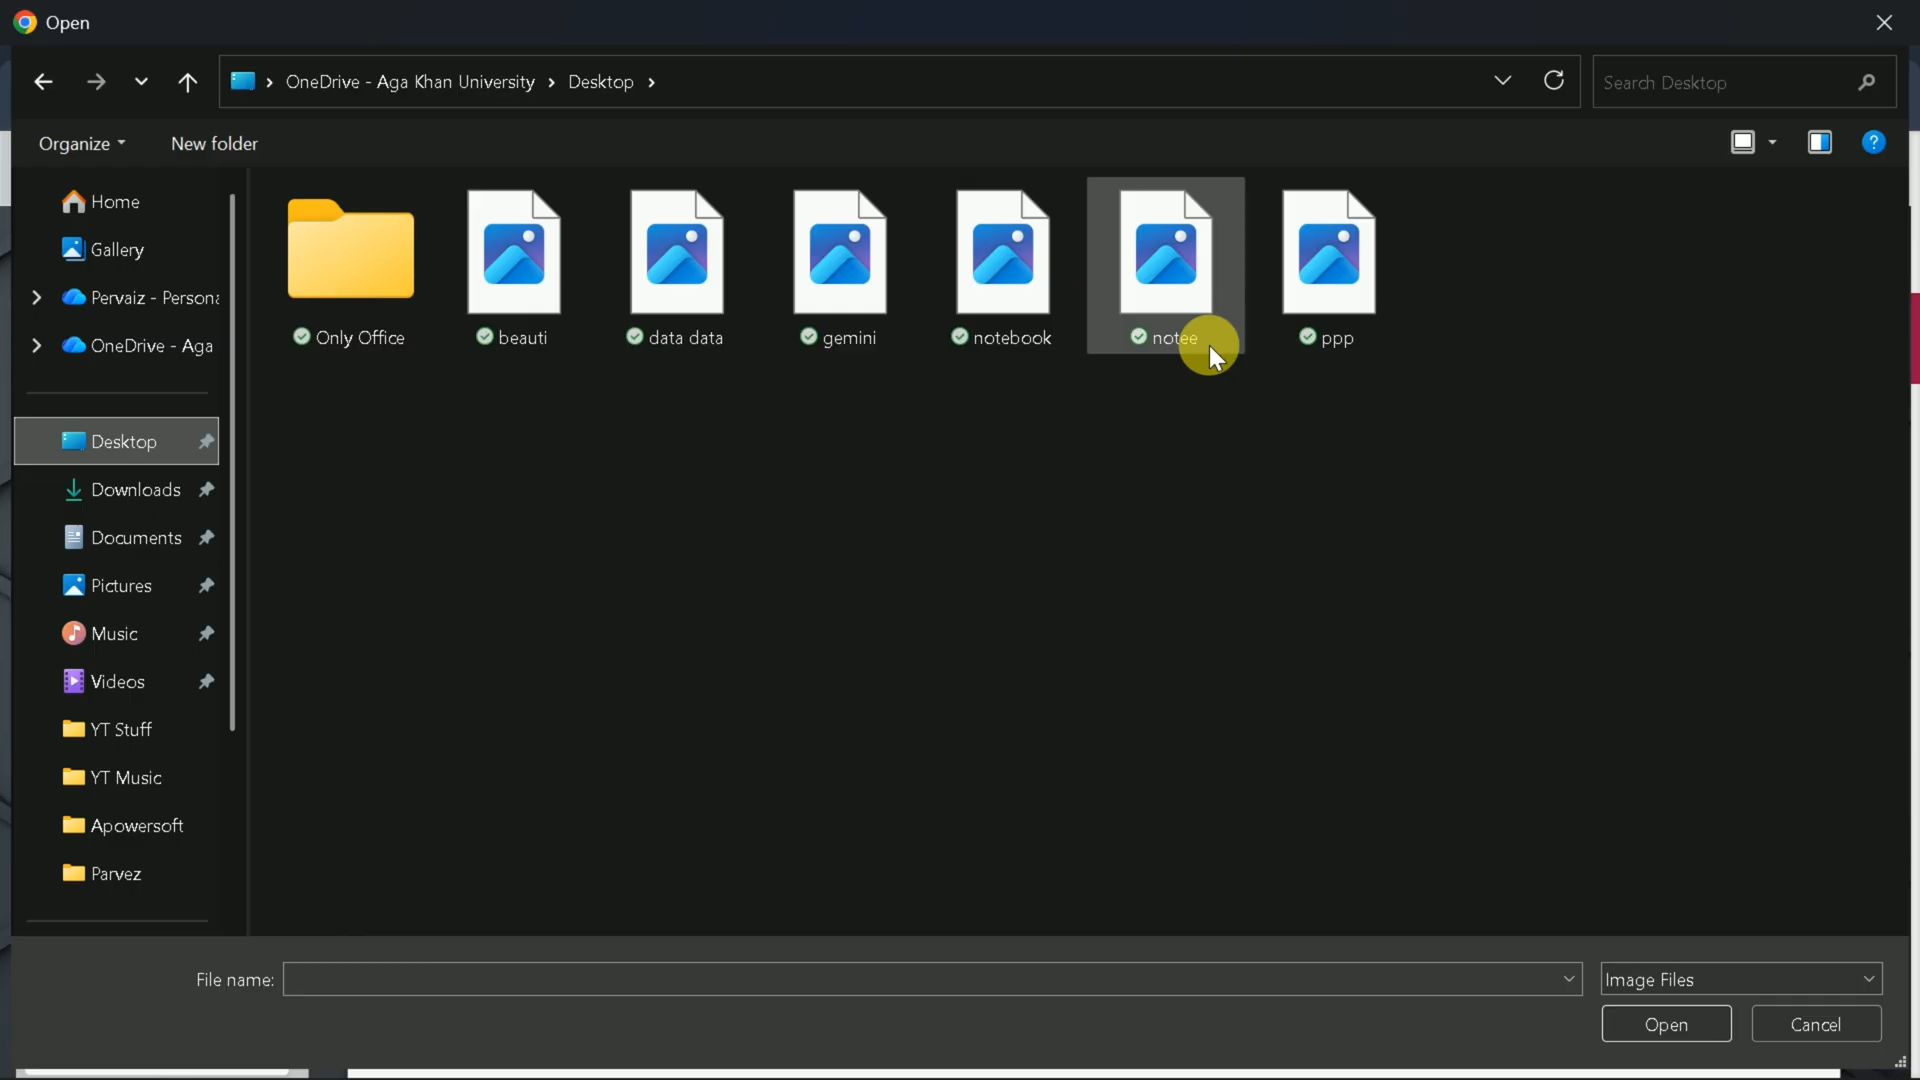 Open
OneDrive - Aga Khan University > Desktop >
Search Desktop
Organize
New folder
Home
Gallery
Pervaiz - Persona
OneDrive - Aga
Desktop
Downloads
Documents
Pictures
Music
Videos
YT Stuff
YT Music
Apowersoft
Parvez
Only Office
beauti
data data
gemini
notebook
notee
ppp
File name:
Image Files
Open
Cancel